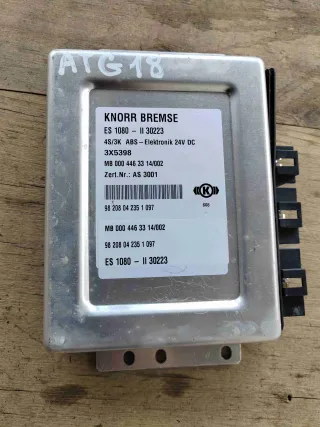 ATG18
KNORR BREMSE
ES 1080 - II 30223
4S/3K ABS - Elektronik 24V DC
3X5398
MB 000 446 33 14/002
Zert.Nr.: AS 3001
98 208 04 235 1 097
MB 000 446 33 14/002
98 208 04 235 1 097
ES 1080 - II 30223